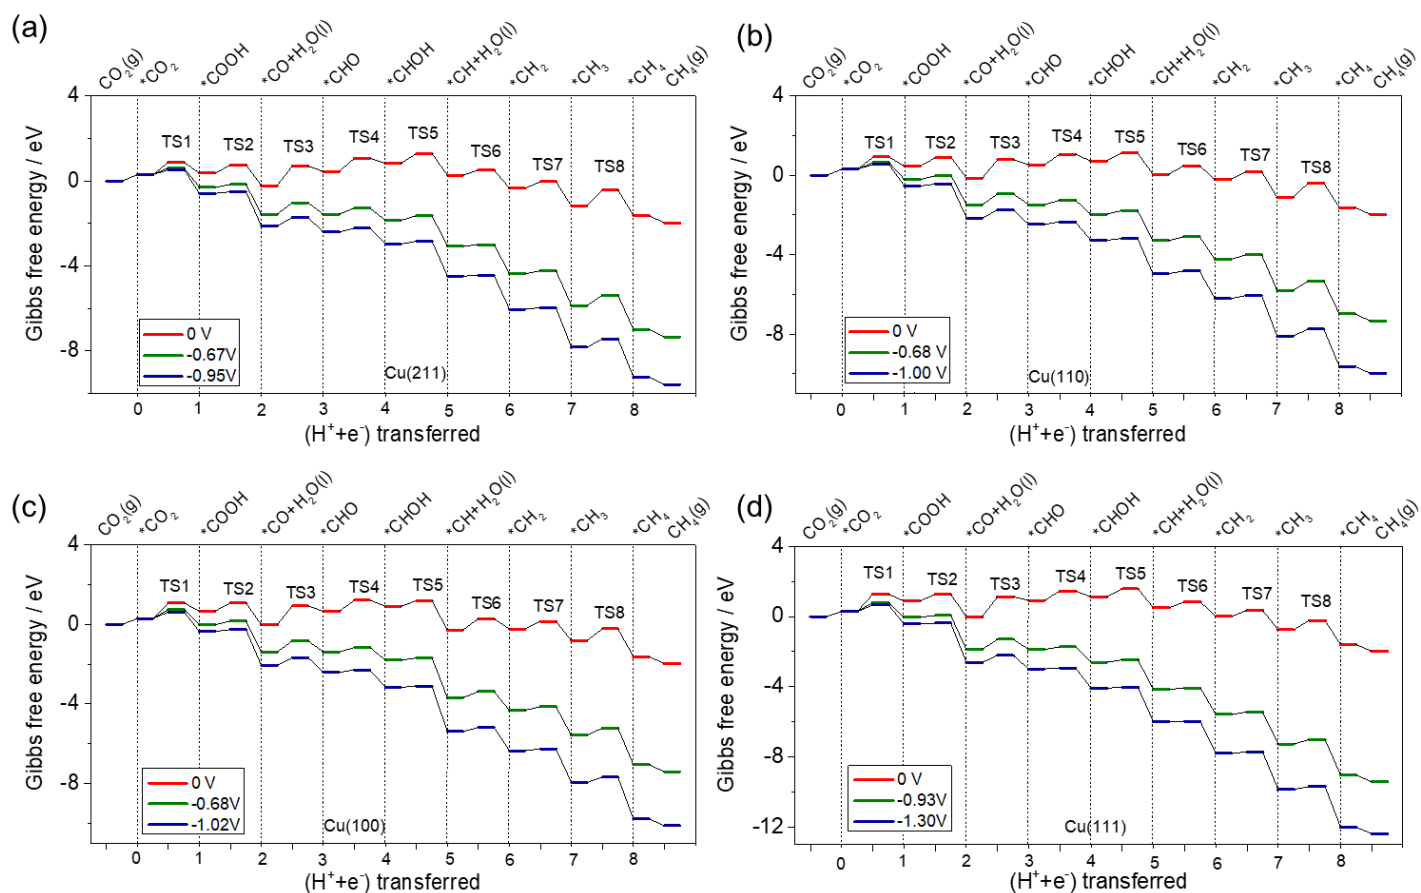 (a)
CO₂(g) *CO₂ *COOH *CO+H₂O(l) *CHO *CHOH *CH+H₂O(l) *CH₂ *CH₃ *CH₄ CH₄(g)
4
0
-4
-8
Gibbs free energy / eV
TS1 TS2 TS3 TS4 TS5 TS6 TS7 TS8
0 V
-0.67V
-0.95V
Cu(211)
0 1 2 3 4 5 6 7 8
(H⁺+e⁻) transferred
(b)
CO₂(g) *CO₂ *COOH *CO+H₂O(l) *CHO *CHOH *CH+H₂O(l) *CH₂ *CH₃ *CH₄ CH₄(g)
4
0
-4
-8
Gibbs free energy / eV
TS1 TS2 TS3 TS4 TS5 TS6 TS7 TS8
0 V
-0.68 V
-1.00 V
Cu(110)
0 1 2 3 4 5 6 7 8
(H⁺+e⁻) transferred
(c)
CO₂(g) *CO₂ *COOH *CO+H₂O(l) *CHO *CHOH *CH+H₂O(l) *CH₂ *CH₃ *CH₄ CH₄(g)
4
0
-4
-8
Gibbs free energy / eV
TS1 TS2 TS3 TS4 TS5 TS6 TS7 TS8
0 V
-0.68V
-1.02V
Cu(100)
0 1 2 3 4 5 6 7 8
(H⁺+e⁻) transferred
(d)
CO₂(g) *CO₂ *COOH *CO+H₂O(l) *CHO *CHOH *CH+H₂O(l) *CH₂ *CH₃ *CH₄ CH₄(g)
4
0
-4
-8
-12
Gibbs free energy / eV
TS1 TS2 TS3 TS4 TS5 TS6 TS7 TS8
0 V
-0.93V
-1.30V
Cu(111)
0 1 2 3 4 5 6 7 8
(H⁺+e⁻) transferred